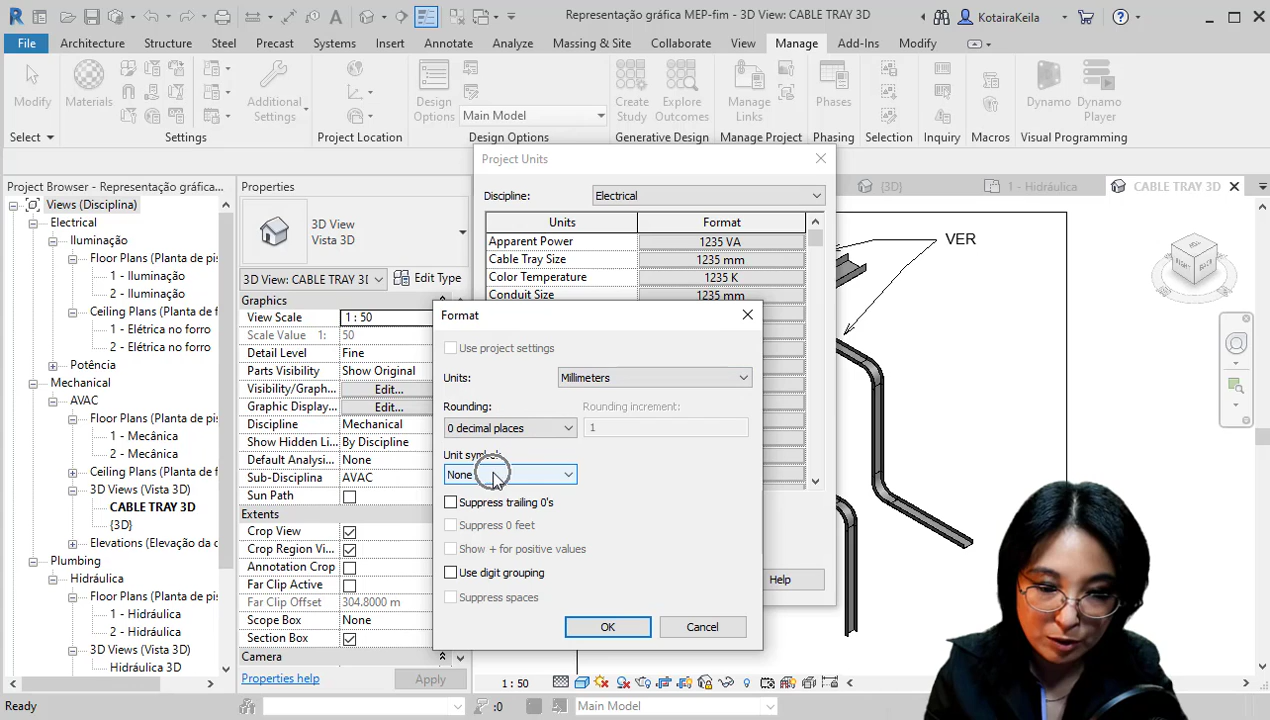 Representação gráfica MEP-fim - 3D View: CABLE TRAY 3D
KotairaKeila
File
Architecture
Structure
Steel
Precast
Systems
Insert
Annotate
Analyze
Massing & Site
Collaborate
View
Manage
Add-Ins
Modify
Modify
Materials
Additional
Settings
Design
Options
Main Model
Create
Study
Explore
Outcomes
Manage
Links
Phases
Dynamo
Dynamo
Player
Select
Settings
Project Location
Design Options
Generative Design
Manage Project
Phasing
Selection
Inquiry
Macros
Visual Programming
Project Browser - Representação gráfica...
Views (Disciplina)
Electrical
Iluminação
Floor Plans (Planta de pis
1 - Iluminação
2 - Iluminação
Ceiling Plans (Planta de f
1 - Elétrica no forro
2 - Elétrica no forro
Potência
Mechanical
AVAC
Floor Plans (Planta de pis
1 - Mecânica
2 - Mecânica
Ceiling Plans (Planta de f
3D Views (Vista 3D)
CABLE TRAY 3D
{3D}
Elevations (Elevação da c
Plumbing
Hidráulica
Floor Plans (Planta de pis
1 - Hidráulica
2 - Hidráulica
3D Views (Vista 3D)
Hidráulica 3D
Properties
3D View
Vista 3D
3D View: CABLE TRAY 3D
Edit Type
Graphics
View Scale
1 : 50
Scale Value 1:
50
Detail Level
Fine
Parts Visibility
Show Original
Visibility/Graph...
Edit...
Graphic Display...
Edit...
Discipline
Mechanical
Show Hidden Li
By Discipline
Default Analysi...
None
Sub-Discipline
AVAC
Sun Path
Extents
Crop View
Crop Region Vi...
Annotation Crop
Far Clip Active
Far Clip Offset
304.8000 m
Scope Box
None
Section Box
Camera
Properties help
Apply
Project Units
Discipline:
Electrical
Units
Format
Apparent Power
1235 VA
Cable Tray Size
1235 mm
Color Temperature
1235 K
Conduit Size
1235 mm
Help
Format
Use project settings
Units:
Millimeters
Rounding:
Rounding increment:
0 decimal places
1
Unit symbol:
None
Suppress trailing 0's
Suppress 0 feet
Show + for positive values
Use digit grouping
Suppress spaces
OK
Cancel
{3D}
1 - Hidráulica
CABLE TRAY 3D
VER
1 : 50
Ready
:0
Main Model